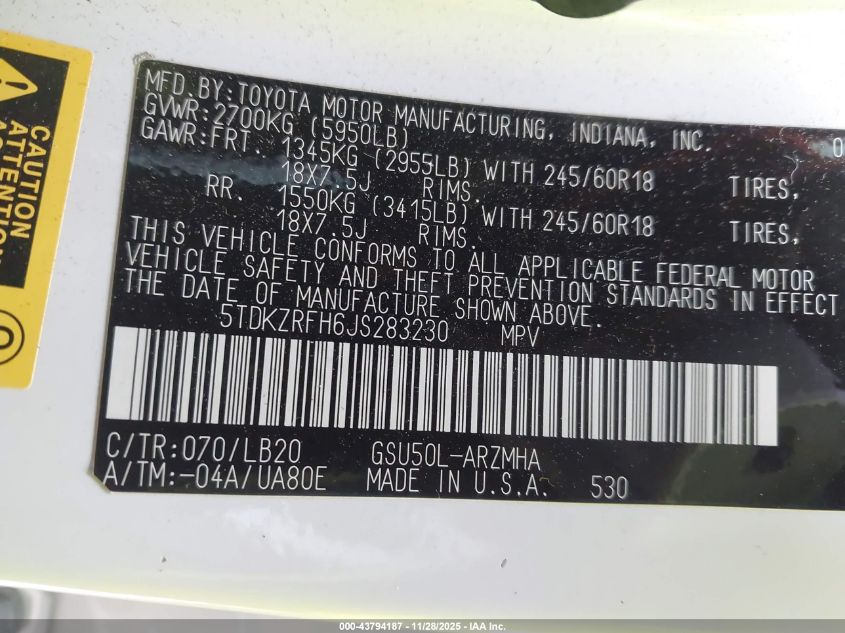 CAUTION
ATTENTION
MFD.BY:TOYOTA MOTOR MANUFACTURING, INDIANA, INC. 0
GVWR:2700KG (5950LB)
GAWR:FRT. 1345KG (2955LB) WITH 245/60R18 TIRES,
18X7.5J RIMS.
RR. 1550KG (3415LB) WITH 245/60R18 TIRES,
18X7.5J RIMS.
THIS VEHICLE CONFORMS TO ALL APPLICABLE FEDERAL MOTOR
VEHICLE SAFETY AND THEFT PREVENTION STANDARDS IN EFFECT
THE DATE OF MANUFACTURE SHOWN ABOVE.
5TDKZRFH6JS283230 MPV
C/TR:070/LB20 GSU50L-ARZMHA
A/TM:-04A/UA80E MADE IN U.S.A. 530
000-43794187 - 11/28/2025 - IAA Inc.